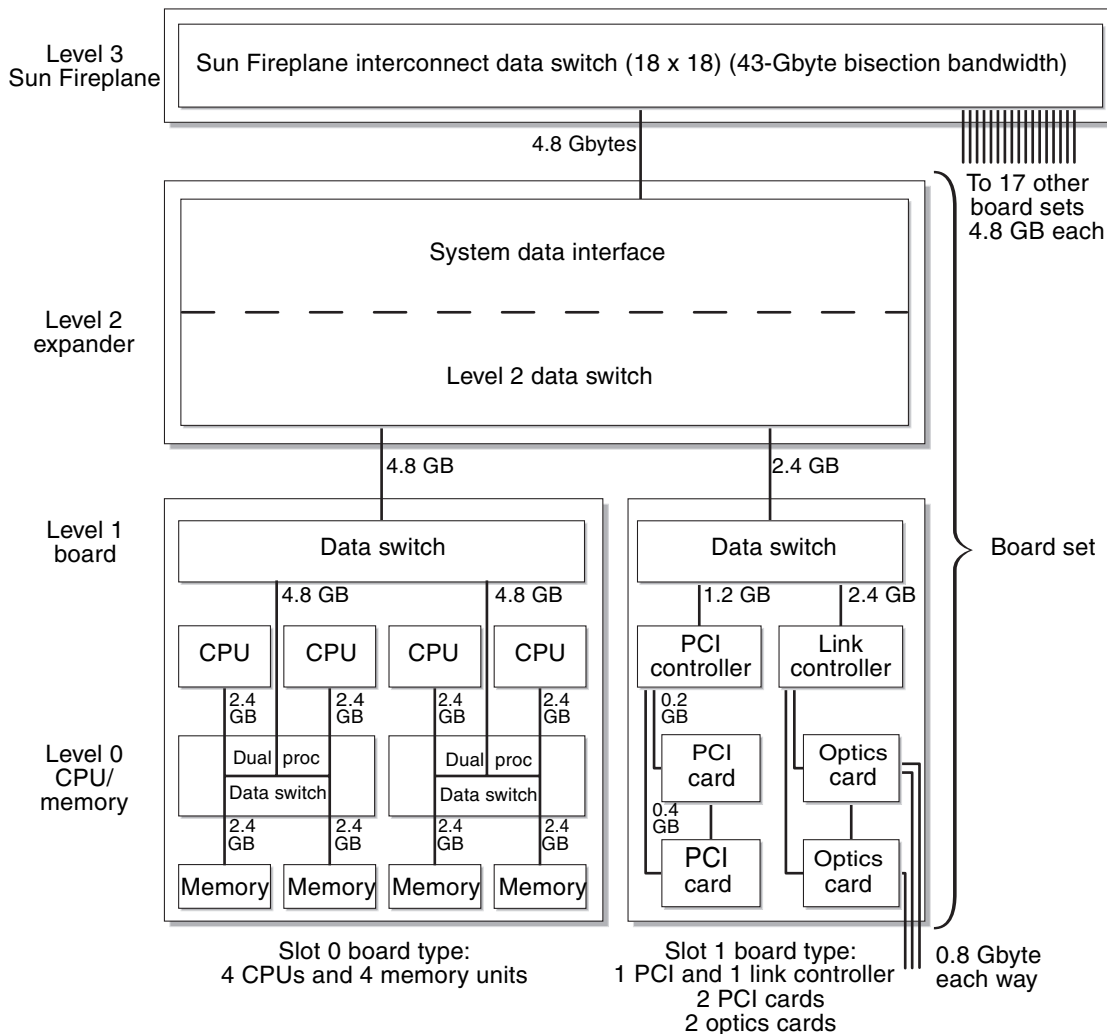 Level 3
Sun Fireplane
Sun Fireplane interconnect data switch (18 x 18) (43-Gbyte bisection bandwidth)
4.8 Gbytes
To 17 other
board sets
4.8 GB each
Level 2
expander
System data interface
Level 2 data switch
4.8 GB
2.4 GB
Level 1
board
Data switch
Data switch
Board set
4.8 GB
4.8 GB
1.2 GB
2.4 GB
CPU
CPU
CPU
CPU
PCI
controller
Link
controller
2.4
GB
2.4
GB
2.4
GB
2.4
GB
0.2
GB
Level 0
CPU/
memory
Dual proc
Data switch
Dual proc
Data switch
PCI
card
Optics
card
2.4
GB
2.4
GB
2.4
GB
2.4
GB
0.4
GB
Memory
Memory
Memory
Memory
PCI
card
Optics
card
Slot 0 board type:
4 CPUs and 4 memory units
Slot 1 board type:
1 PCI and 1 link controller
2 PCI cards
2 optics cards
0.8 Gbyte
each way